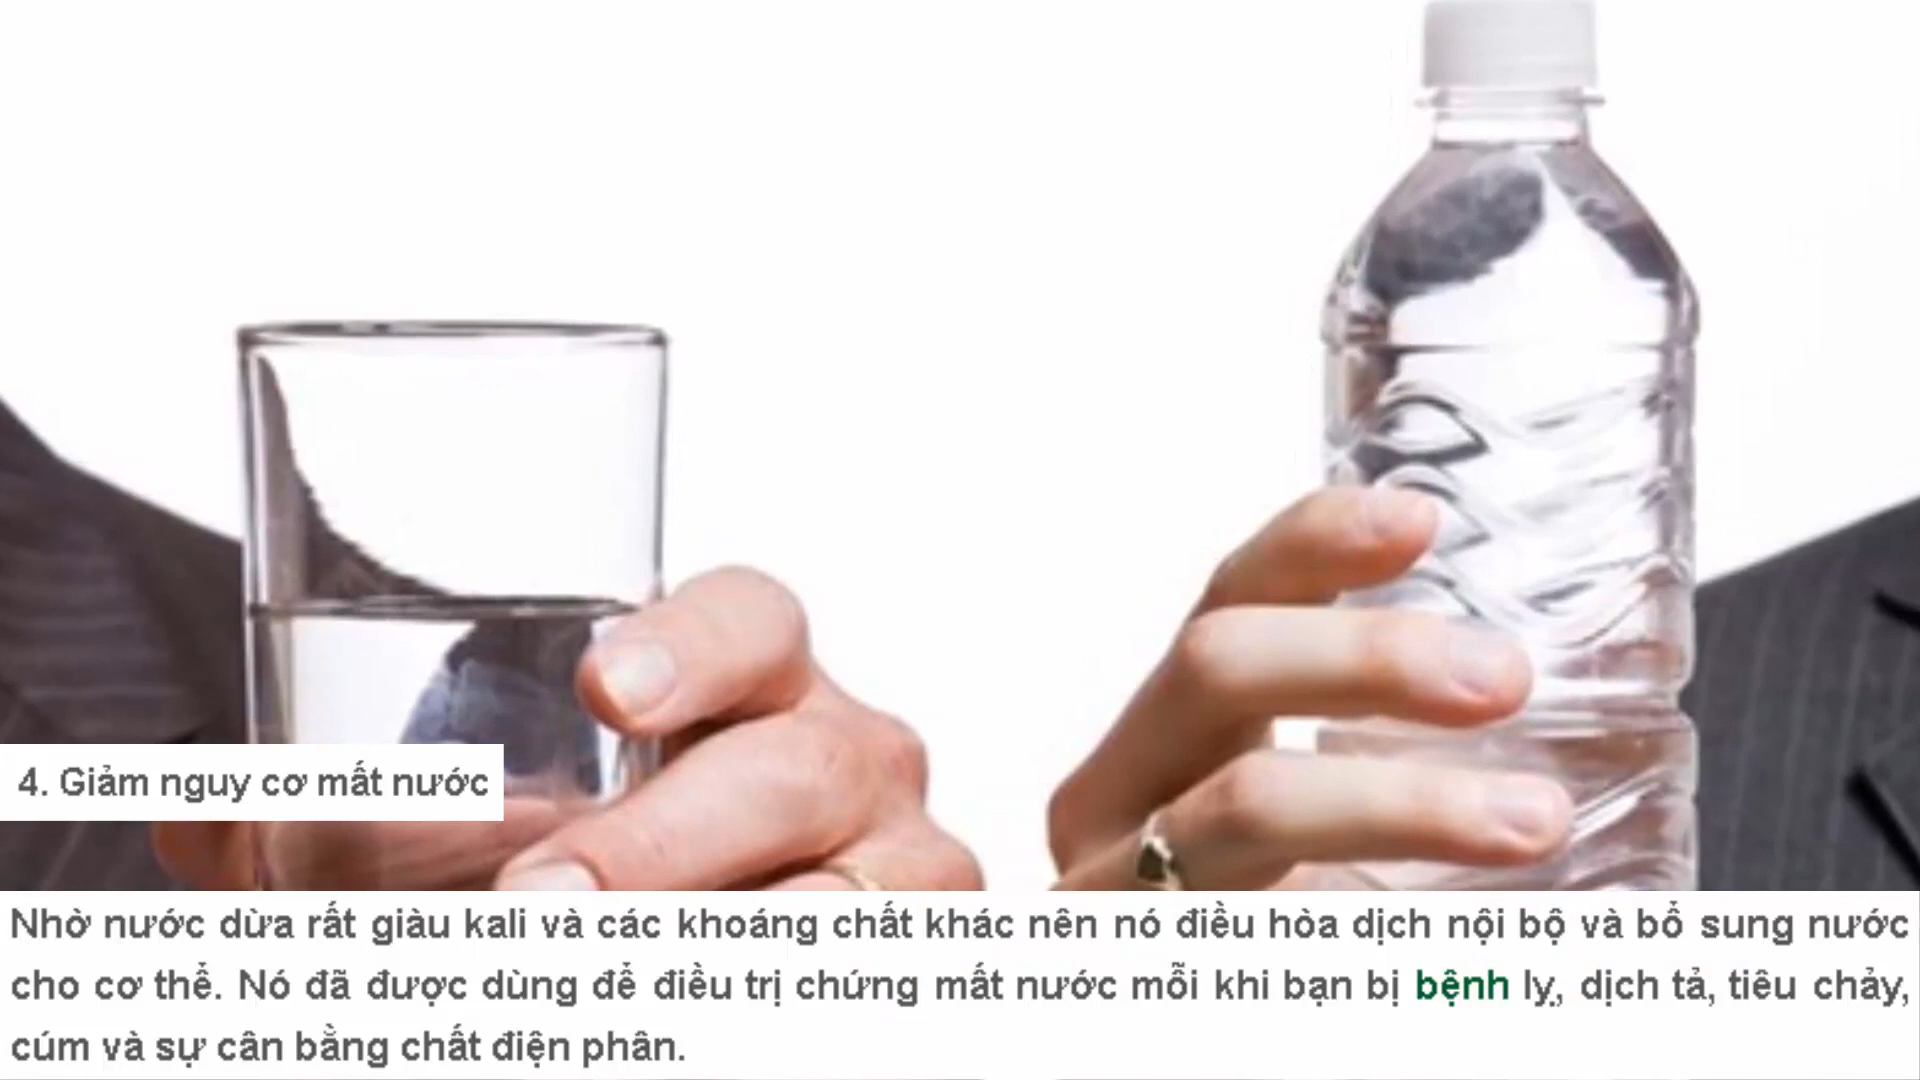 4. Giảm nguy cơ mất nước
Nhờ nước dừa rất giàu kali và các khoáng chất khác nên nó điều hòa dịch nội bộ và bổ sung nước
cho cơ thể. Nó đã được dùng để điều trị chứng mất nước mỗi khi bạn bị bệnh lỵ, dịch tả, tiêu chảy,
cúm và sự cân bằng chất điện phân.